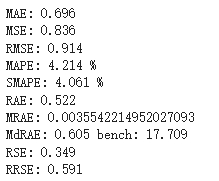 MAE: 0.696
MSE: 0.836
RMSE: 0.914
MAPE: 4.214 %
SMAPE: 4.061 %
RAE: 0.522
MRAE: 0.0035542214952027093
MdRAE: 0.605 bench: 17.709
RSE: 0.349
RRSE: 0.591